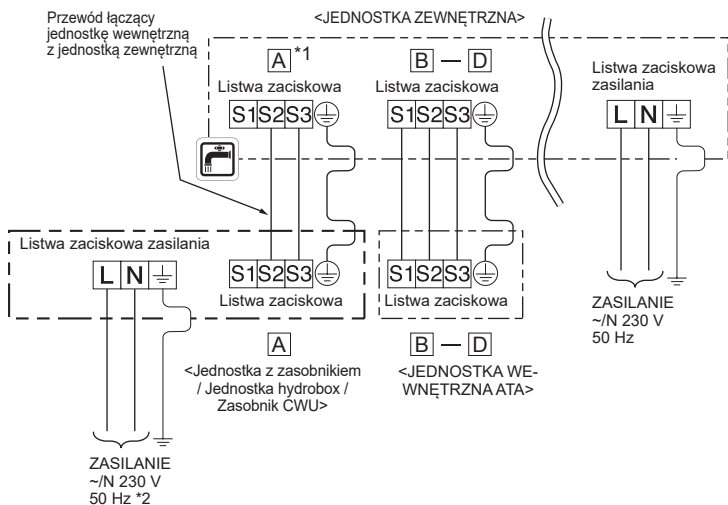 Przewód łączący
jednostkę wewnętrzną
z jednostką zewnętrzną
<JEDNOSTKA ZEWNĘTRZNA>
A *1
B — D
Listwa zaciskowa
Listwa zaciskowa
Listwa zaciskowa
zasilania
S1 S2 S3
S1 S2 S3
L N
Listwa zaciskowa zasilania
L N
S1 S2 S3
S1 S2 S3
Listwa zaciskowa
Listwa zaciskowa
ZASILANIE
~/N 230 V
50 Hz
A
B — D
<Jednostka z zasobnikiem
/ Jednostka hydrobox /
Zasobnik CWU>
<JEDNOSTKA WE-
WNĘTRZNA ATA>
ZASILANIE
~/N 230 V
50 Hz *2